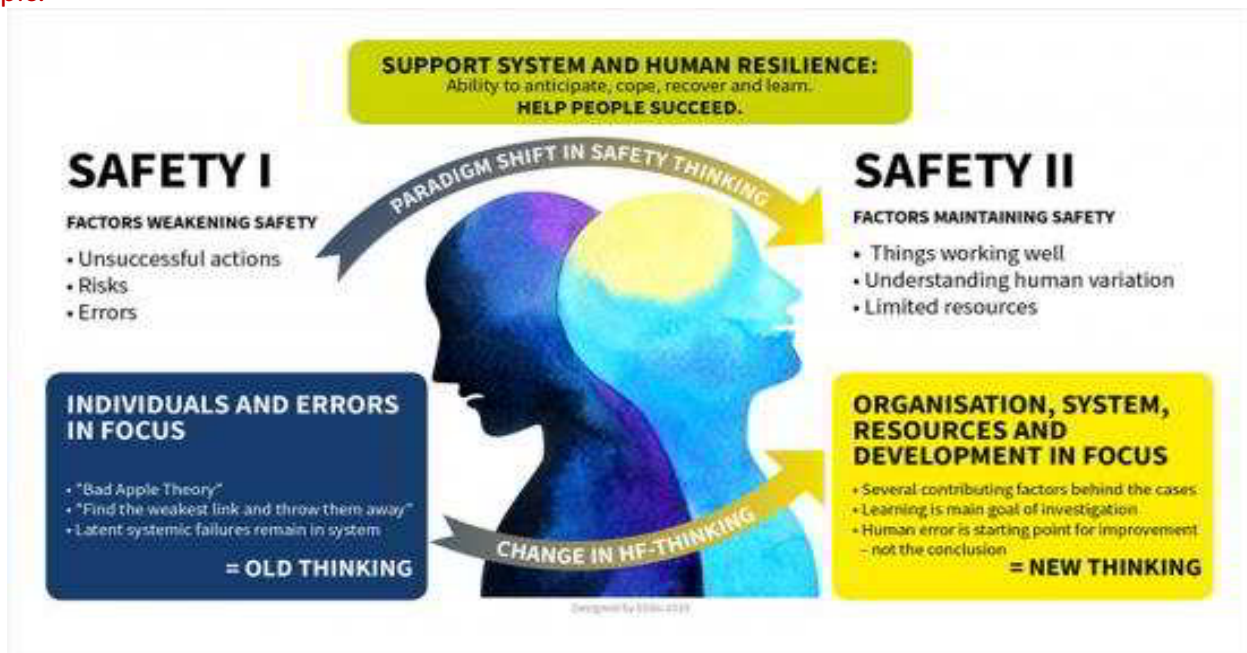 SUPPORT SYSTEM AND HUMAN RESILIENCE:
Ability to anticipate, cope, recover and learn.
HELP PEOPLE SUCCEED.
PARADIGM SHIFT IN SAFETY THINKING
SAFETY I
FACTORS WEAKENING SAFETY
• Unsuccessful actions
• Risks
• Errors
SAFETY II
FACTORS MAINTAINING SAFETY
• Things working well
• Understanding human variation
• Limited resources
INDIVIDUALS AND ERRORS
IN FOCUS
• "Bad Apple Theory"
• "Find the weakest link and throw them away"
• Latent systemic failures remain in system
= OLD THINKING
CHANGE IN HF-THINKING
ORGANISATION, SYSTEM,
RESOURCES AND
DEVELOPMENT IN FOCUS
• Several contributing factors behind the cases
• Learning is main goal of investigation
• Human error is starting point for improvement
– not the conclusion
= NEW THINKING
Designed by